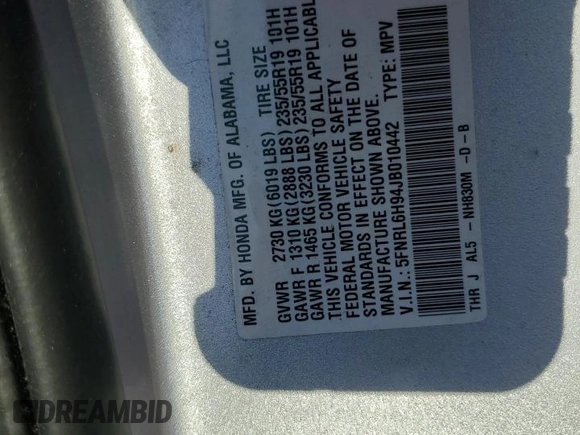 MFD. BY HONDA MFG. OF ALABAMA, LLC
GVWR 2730 KG(6019 LBS) TIRE SIZE
GAWR F 1310 KG(2888 LBS)235/55R19 101H
GAWR R 1465 KG(3230 LBS)235/55R19 101H
THIS VEHICLE CONFORMS TO ALL APPLICABL
FEDERAL MOTOR VEHICLE SAFETY
STANDARDS IN EFFECT ON THE DATE OF
MANUFACTURE SHOWN ABOVE.
V.I.N.: 5FNRL6H94JB010442 TYPE: MPV
THR J AL5 - NH830M -D -B
DREAMBID